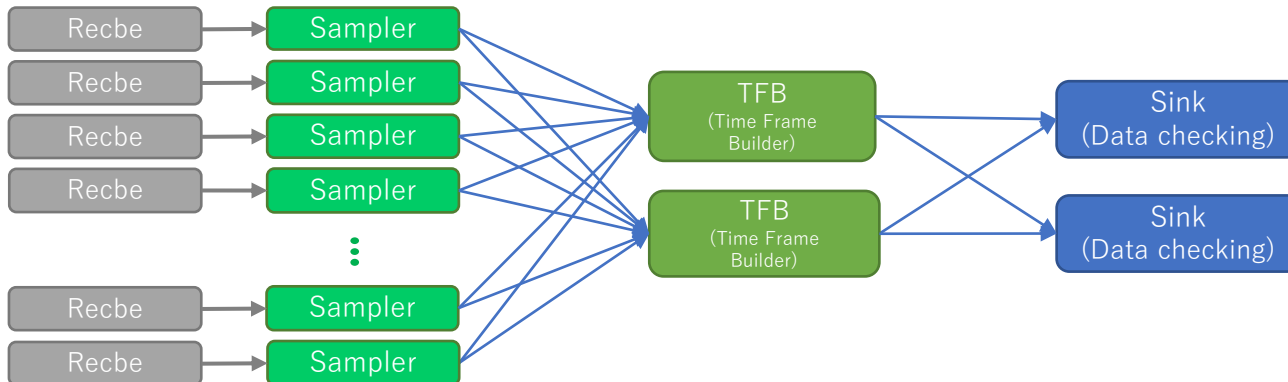 Recbe
Sampler
Recbe
Sampler
Recbe
Sampler
Recbe
Sampler
Recbe
Sampler
Recbe
Sampler
TFB
(Time Frame
Builder)
TFB
(Time Frame
Builder)
Sink
(Data checking)
Sink
(Data checking)